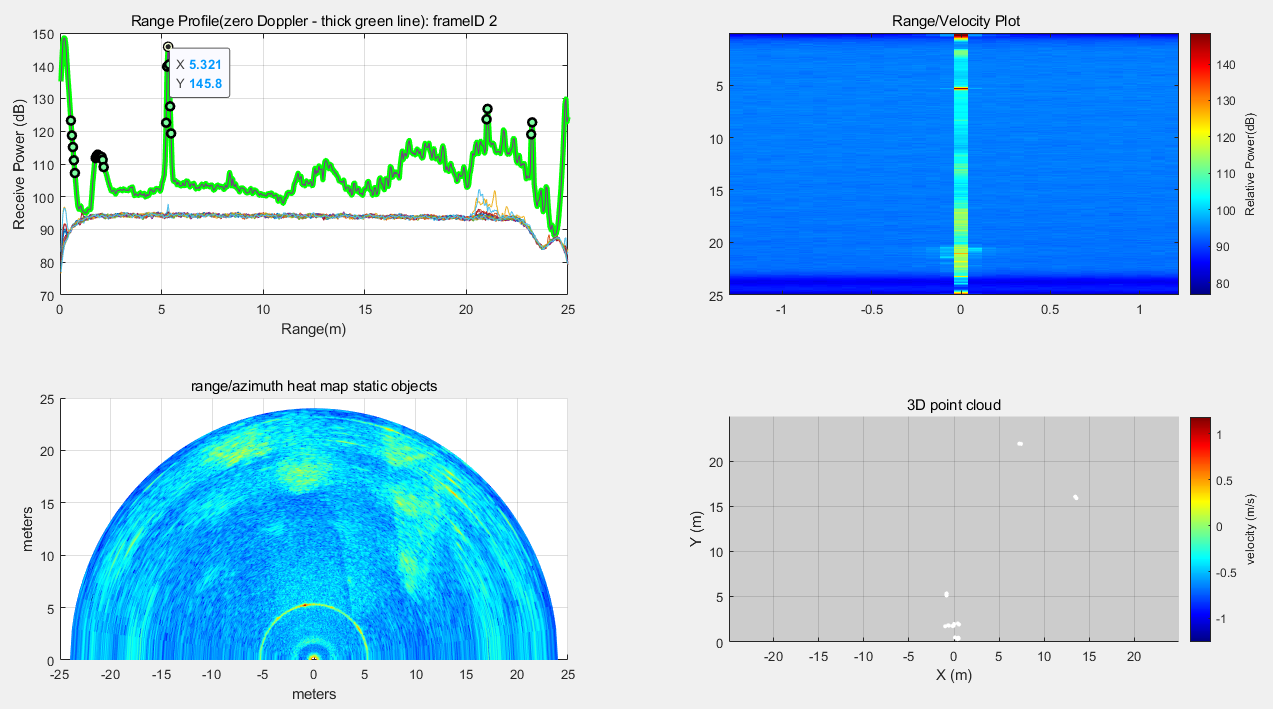 Range Profile(zero Doppler - thick green line): frameID 2
150
140
130
120
110
100
90
80
70
Receive Power (dB)
X 5.321
Y 145.8
0 5 10 15 20 25
Range(m)
Range/Velocity Plot
5
10
15
20
25
-1 -0.5 0 0.5 1
140
130
120
110
100
90
80
Relative Power(dB)
range/azimuth heat map static objects
25
20
15
10
5
0
meters
-25 -20 -15 -10 -5 0 5 10 15 20 25
meters
3D point cloud
20
15
10
5
0
Y (m)
-20 -15 -10 -5 0 5 10 15 20
X (m)
1
0.5
0
-0.5
-1
velocity (m/s)